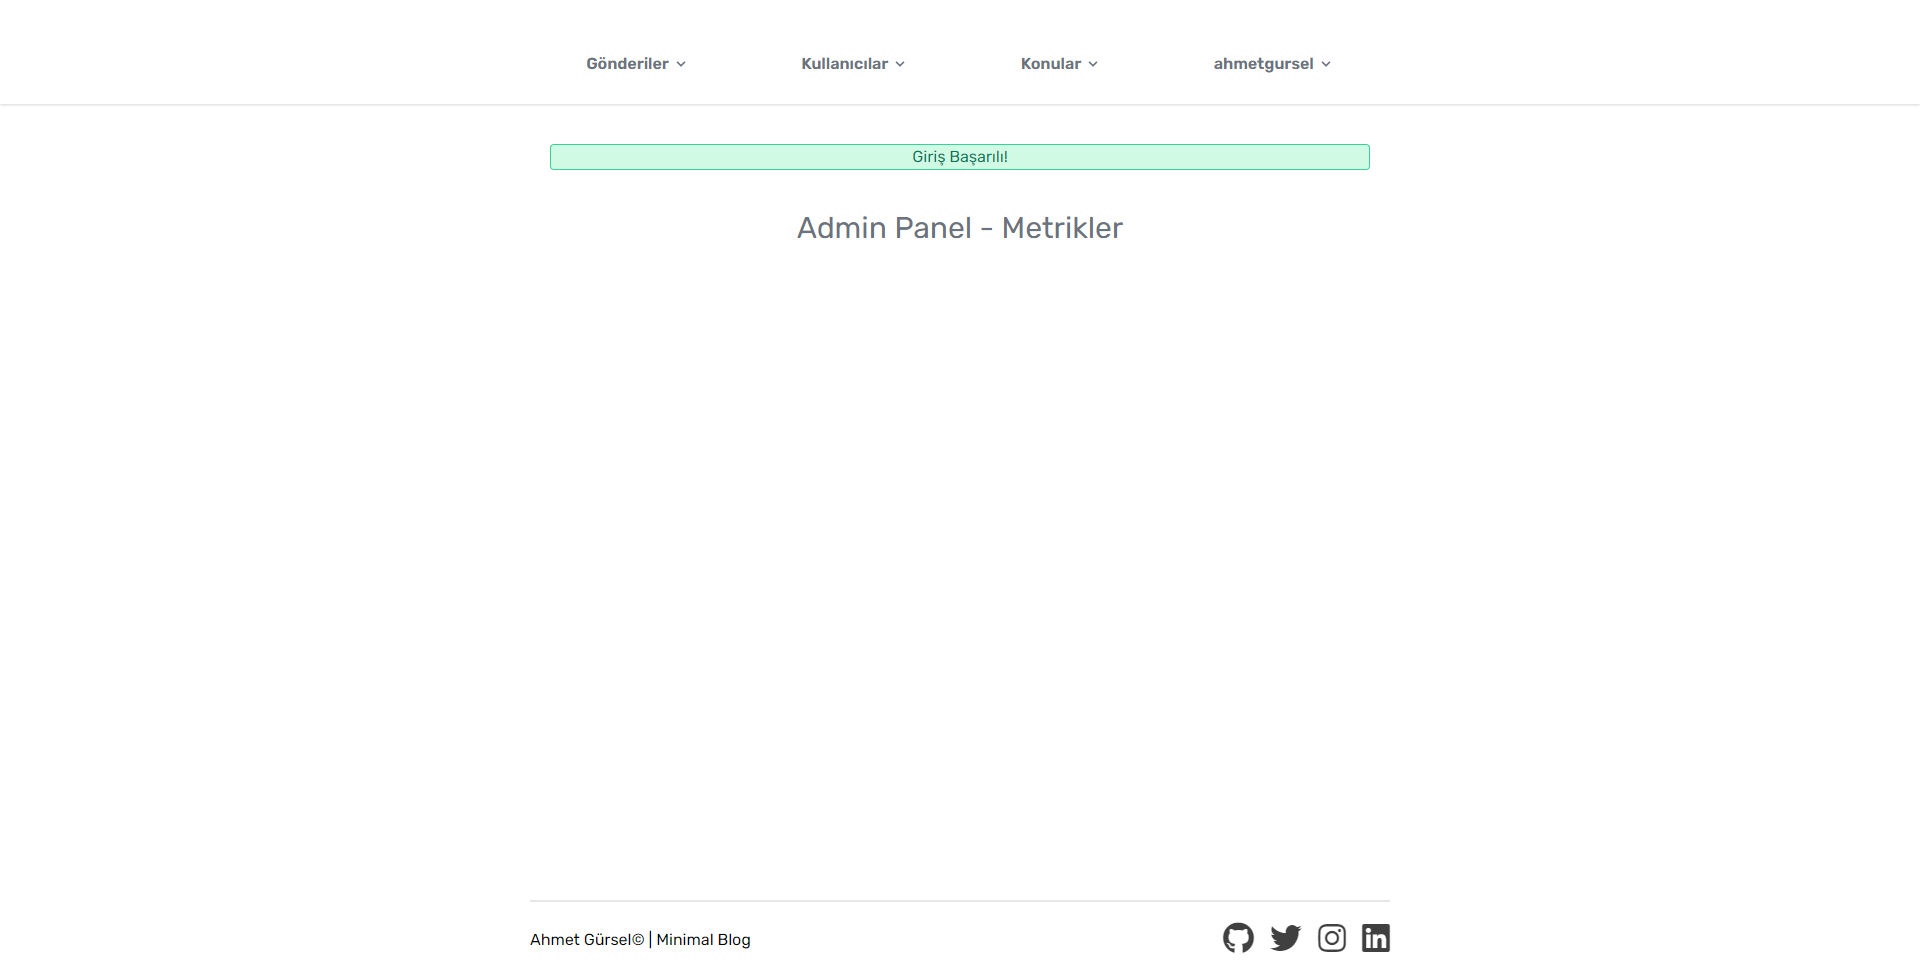 Gönderiler
Kullanıcılar
Konular
ahmetgursel
Giriş Başarılı!
Admin Panel - Metrikler
Ahmet Gürsel© | Minimal Blog